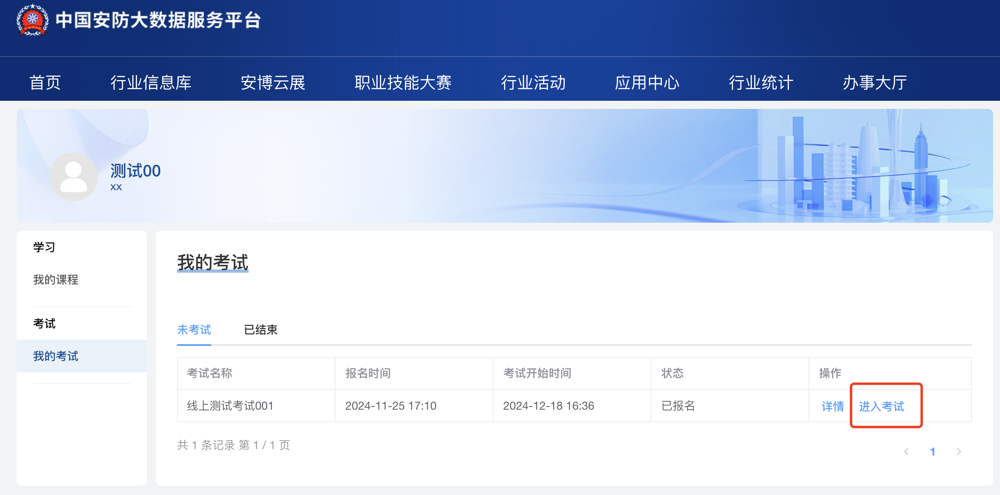 中国安防大数据服务平台
首页 行业信息库 安博云展 职业技能大赛 行业活动 应用中心 行业统计 办事大厅
测试00
xx
学习
我的课程
考试
我的考试
我的考试
未考试 已结束
考试名称 报名时间 考试开始时间 状态 操作
线上测试考试001 2024-11-25 17:10 2024-12-18 16:36 已报名 详情 进入考试
共 1 条记录 第 1 / 1 页
1